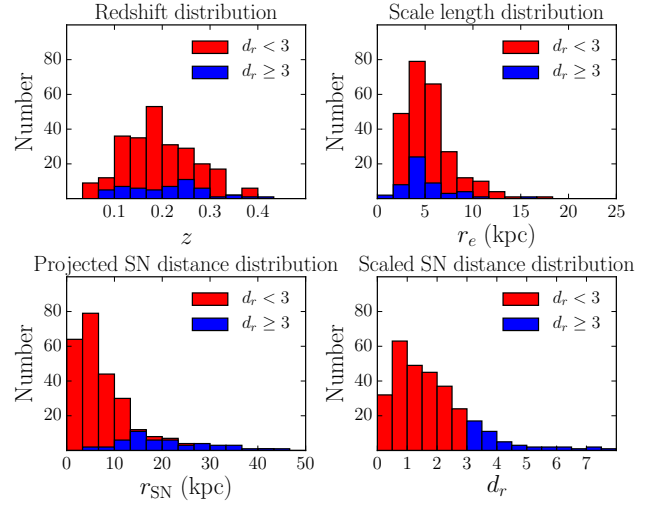 Redshift distribution
Number
80
60
40
20
d_r < 3
d_r ≥ 3
0.1 0.2 0.3 0.4
z
Scale length distribution
Number
80
60
40
20
d_r < 3
d_r ≥ 3
0 5 10 15 20 25
r_e (kpc)
Projected SN distance distribution
Number
80
60
40
20
d_r < 3
d_r ≥ 3
0 10 20 30 40 50
r_SN (kpc)
Scaled SN distance distribution
Number
80
60
40
20
d_r < 3
d_r ≥ 3
0 1 2 3 4 5 6 7
d_r